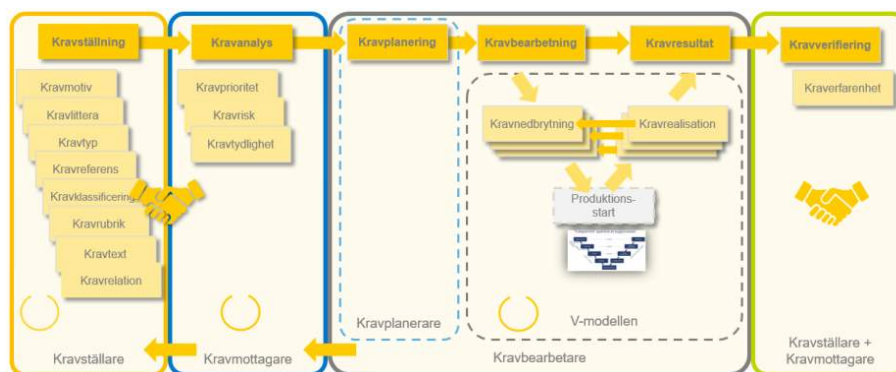 Kravställning
Kravanalys
Kravplanering
Kravbearbetning
Kravresultat
Kravverifiering
Kravmotiv
Kravlittera
Kravtyp
Kravreferens
Kravklassificering
Kravrubrik
Kravtext
Kravrelation
Kravställare
Kravprioritet
Kravrisk
Kravtydlighet
Kravmottagare
Kravplanerare
Kravnedbrytning
Kravrealisation
Produktions-
start
V-modellen
Kravbearbetare
Kraverfarenhet
Kravställare +
Kravmottagare